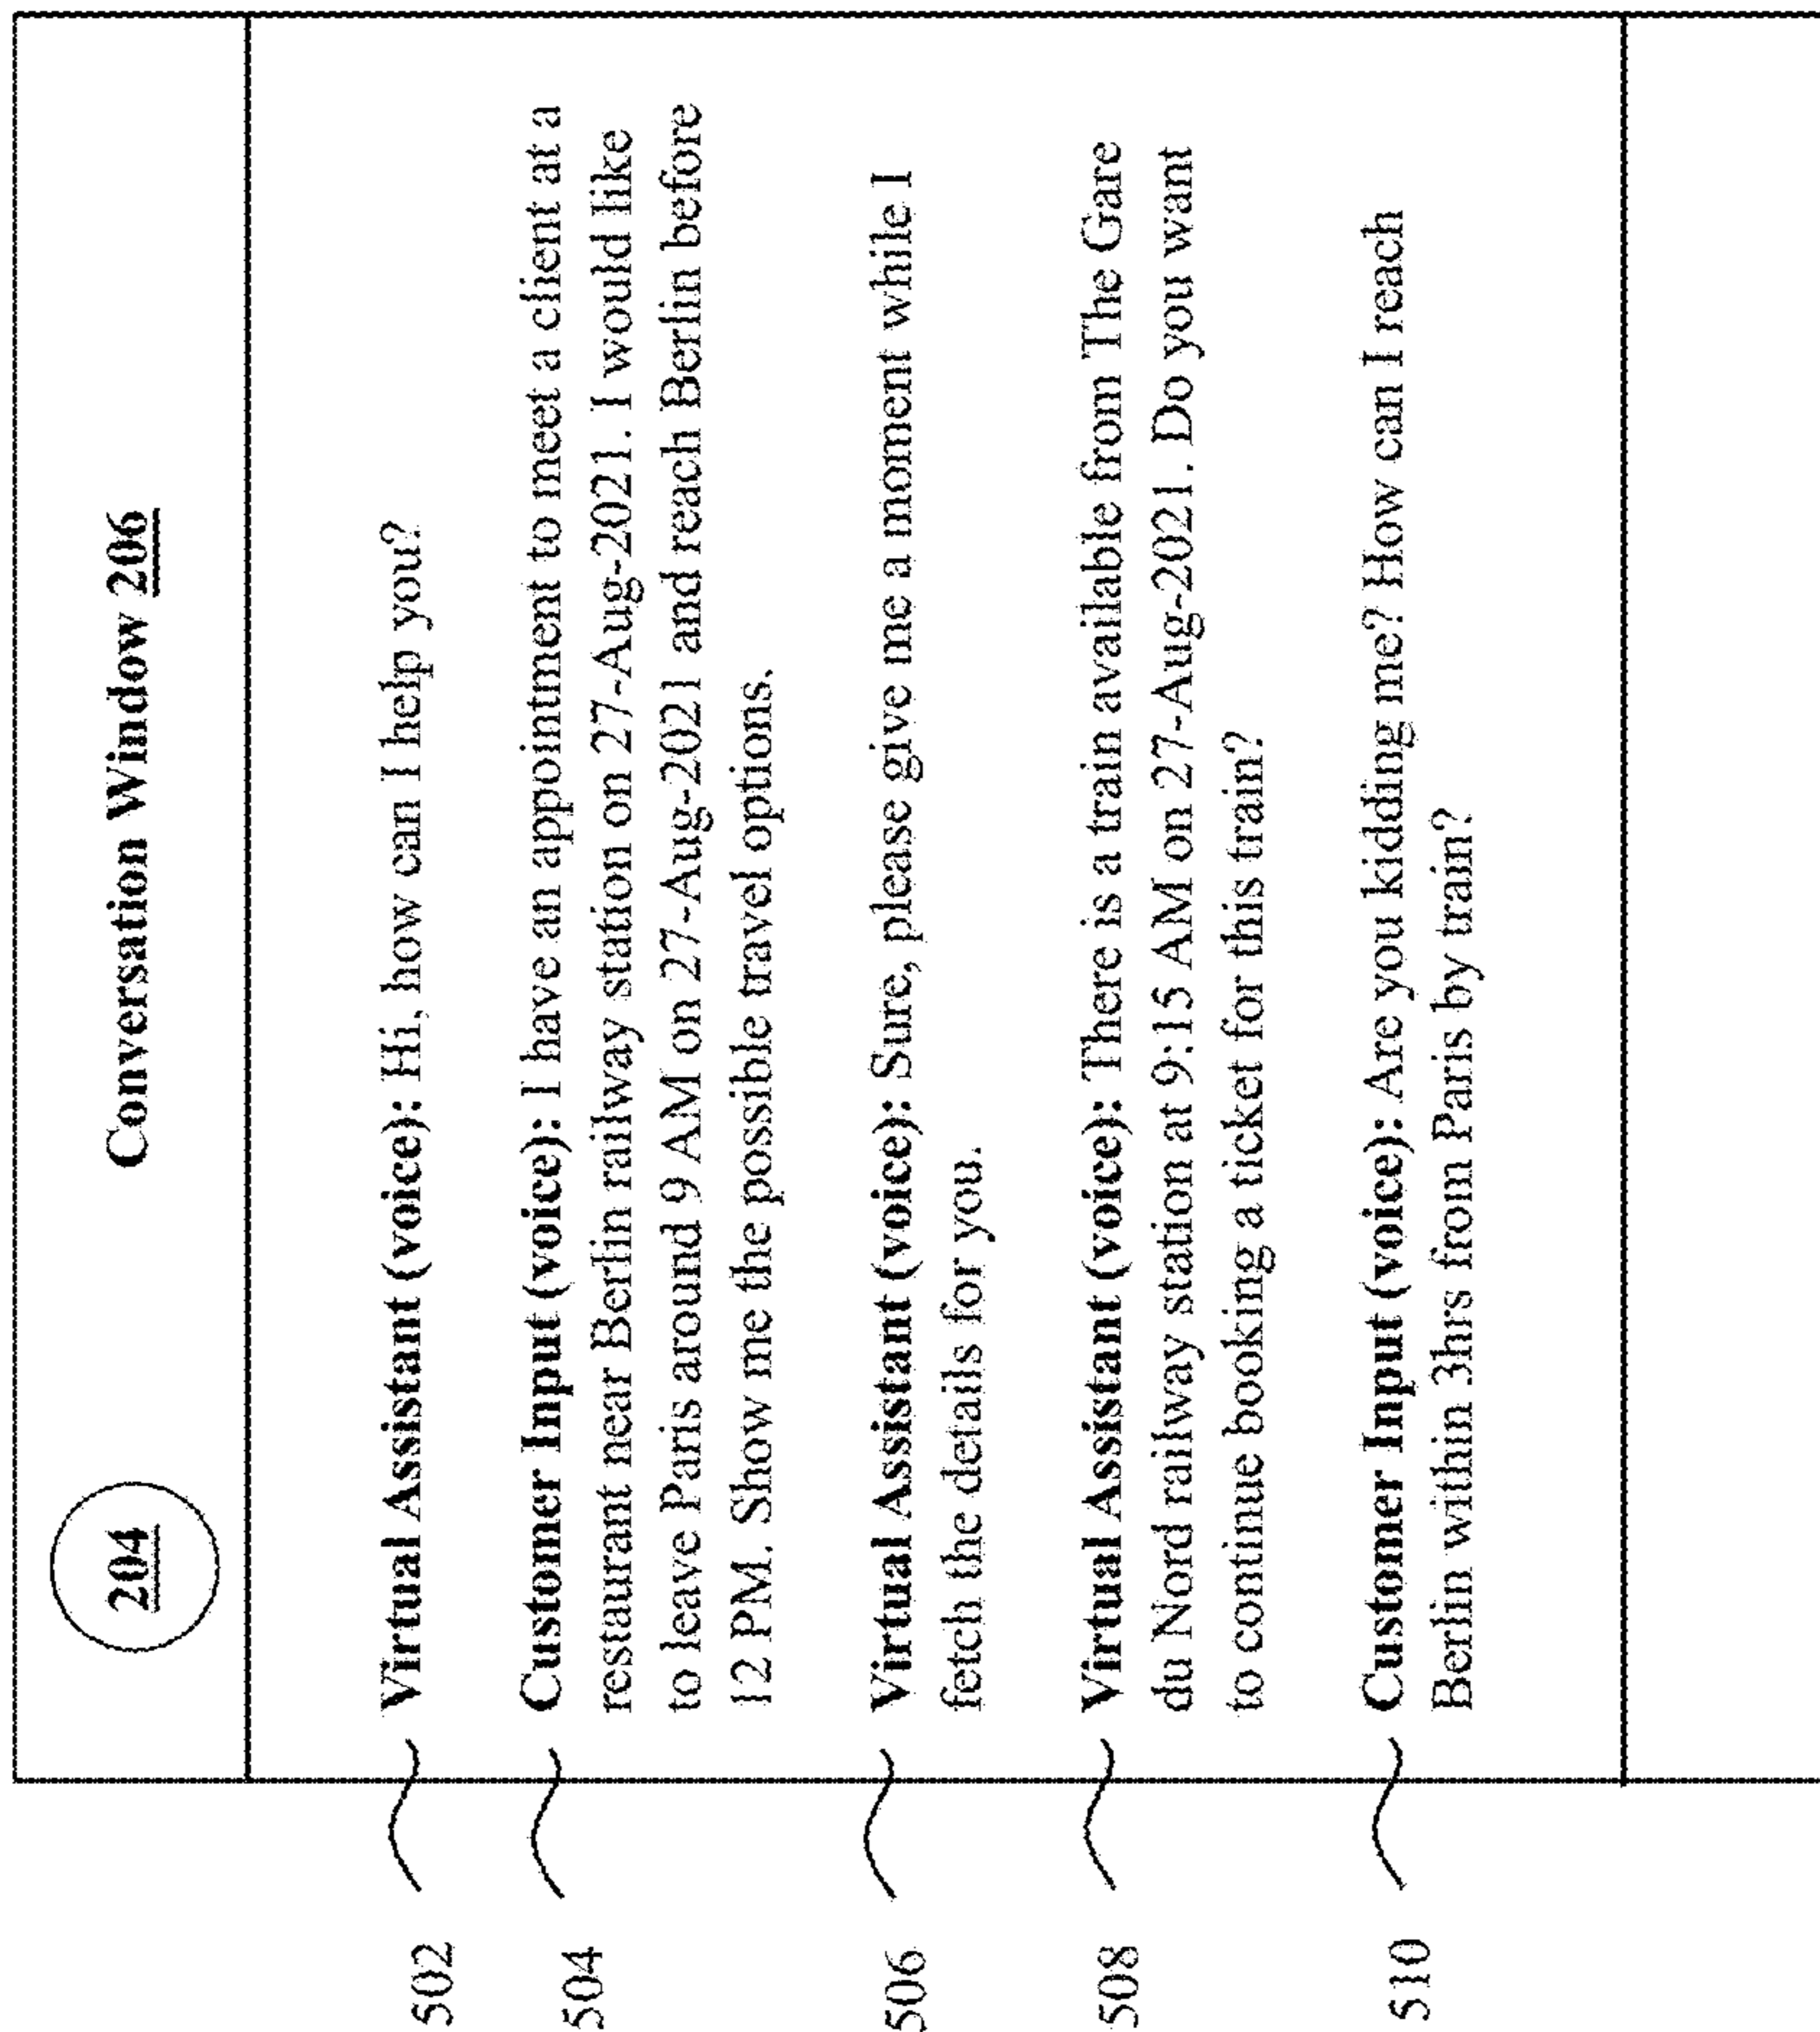 204
Conversation Window 206
502
Virtual Assistant (voice): Hi, how can I help you?
504
Customer Input (voice): I have an appointment to meet a client at a
restaurant near Berlin railway station on 27-Aug-2021. I would like
to leave Paris around 9 AM on 27-Aug-2021 and reach Berlin before
12 PM. Show me the possible travel options.
506
Virtual Assistant (voice): Sure, please give me a moment while I
fetch the details for you.
508
Virtual Assistant (voice): There is a train available from The Gare
du Nord railway station at 9:15 AM on 27-Aug-2021. Do you want
to continue booking a ticket for this train?
510
Customer Input (voice): Are you kidding me? How can I reach
Berlin within 3hrs from Paris by train?